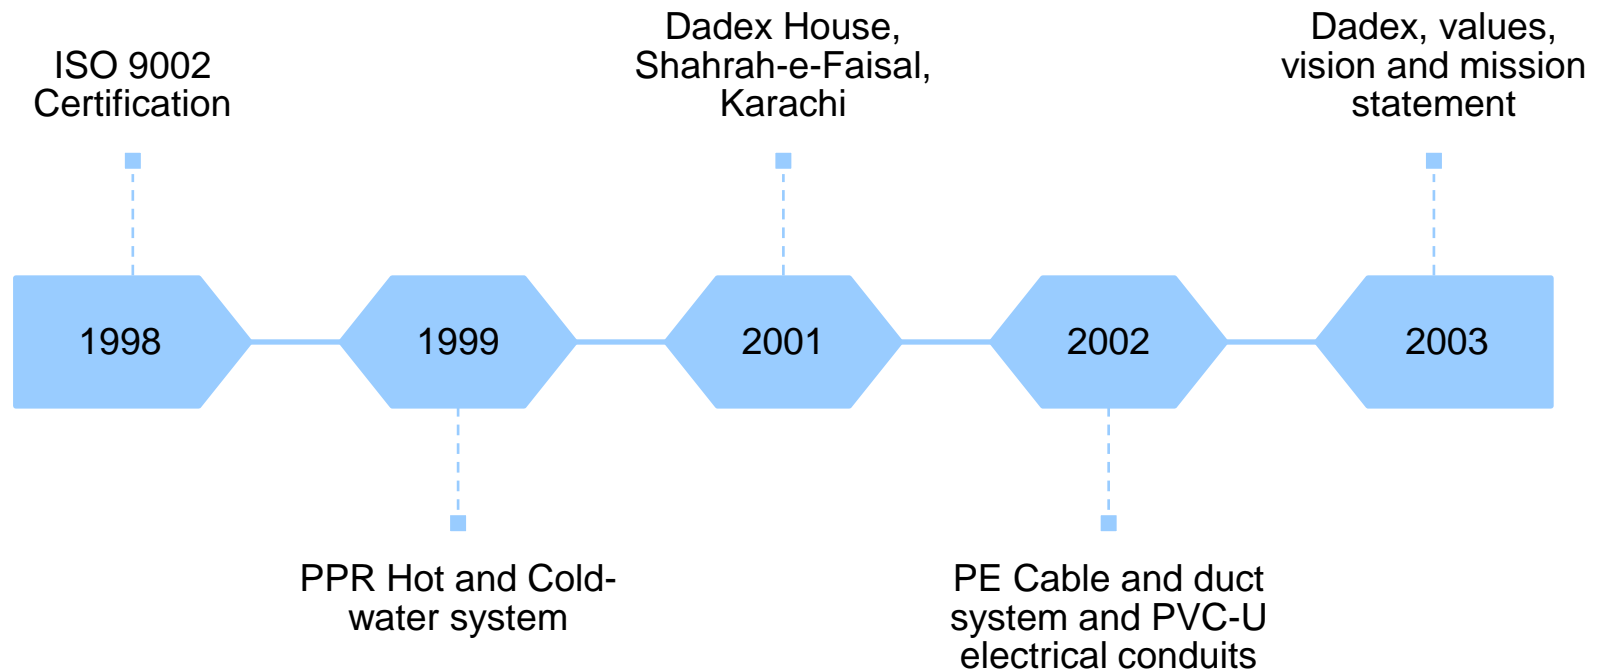 ISO 9002
Certification
Dadex House,
Shahrah-e-Faisal,
Karachi
Dadex, values,
vision and mission
statement
1998
1999
2001
2002
2003
PPR Hot and Cold-
water system
PE Cable and duct
system and PVC-U
electrical conduits